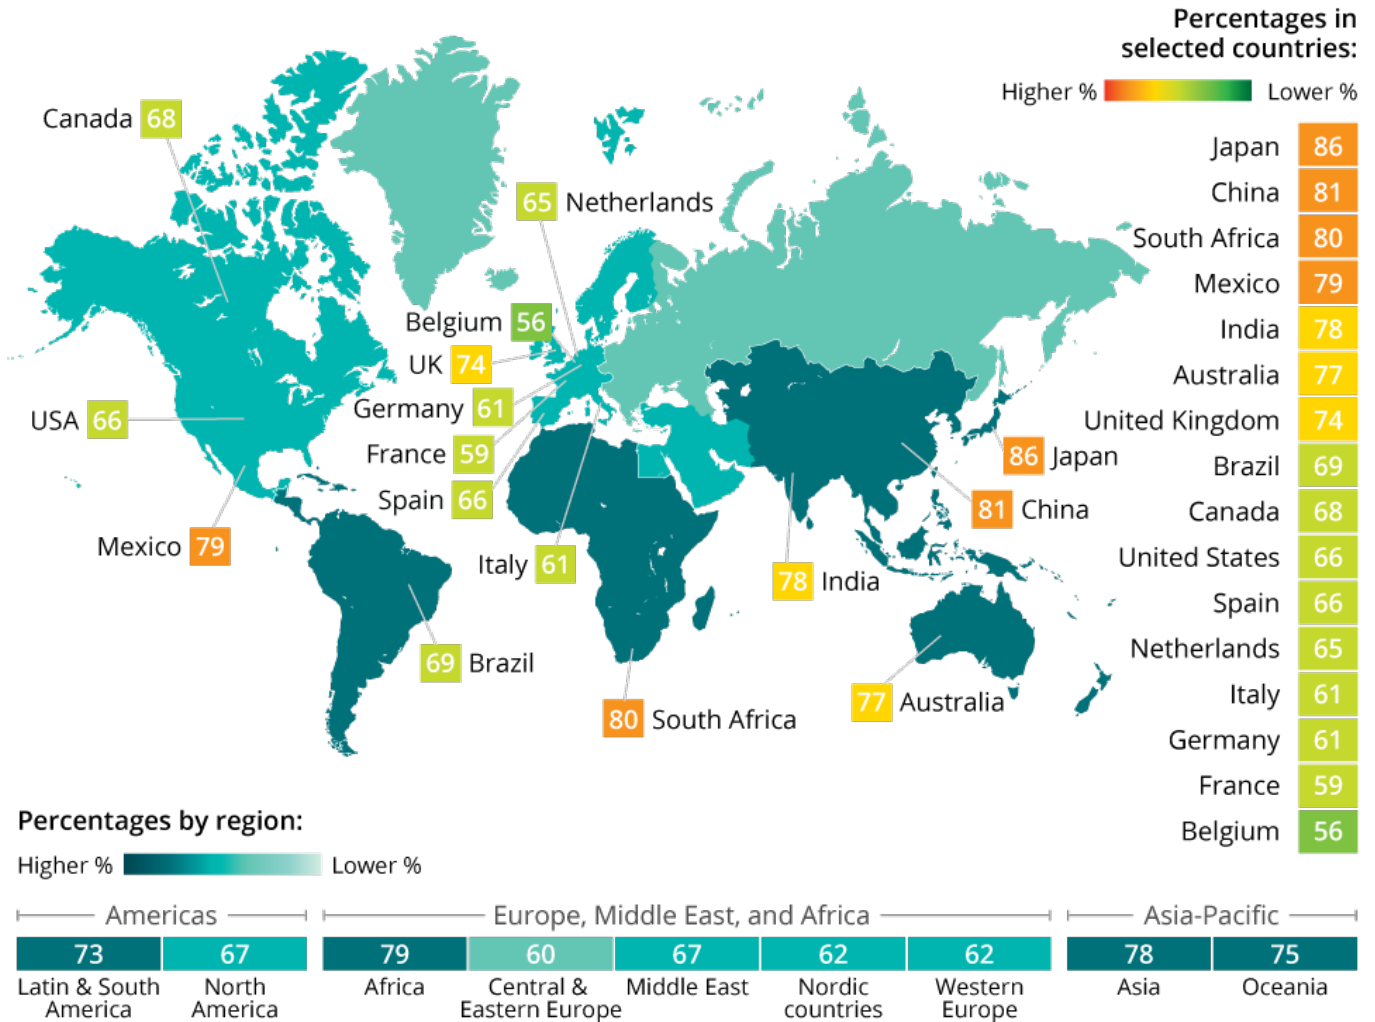 Percentages in
selected countries:
Higher % Lower %
Japan 86
China 81
South Africa 80
Mexico 79
India 78
Australia 77
United Kingdom 74
Brazil 69
Canada 68
United States 66
Spain 66
Netherlands 65
Italy 61
Germany 61
France 59
Belgium 56
Canada 68
65 Netherlands
Belgium 56
UK 74
Germany 61
USA 66
France 59
86 Japan
Spain 66
81 China
Mexico 79
Italy 61
78 India
69 Brazil
77 Australia
80 South Africa
Percentages by region:
Higher % Lower %
Americas
73 67
Latin & South America
North America
Europe, Middle East, and Africa
79 60 67 62 62
Africa
Central & Eastern Europe
Middle East
Nordic countries
Western Europe
Asia-Pacific
78 75
Asia
Oceania